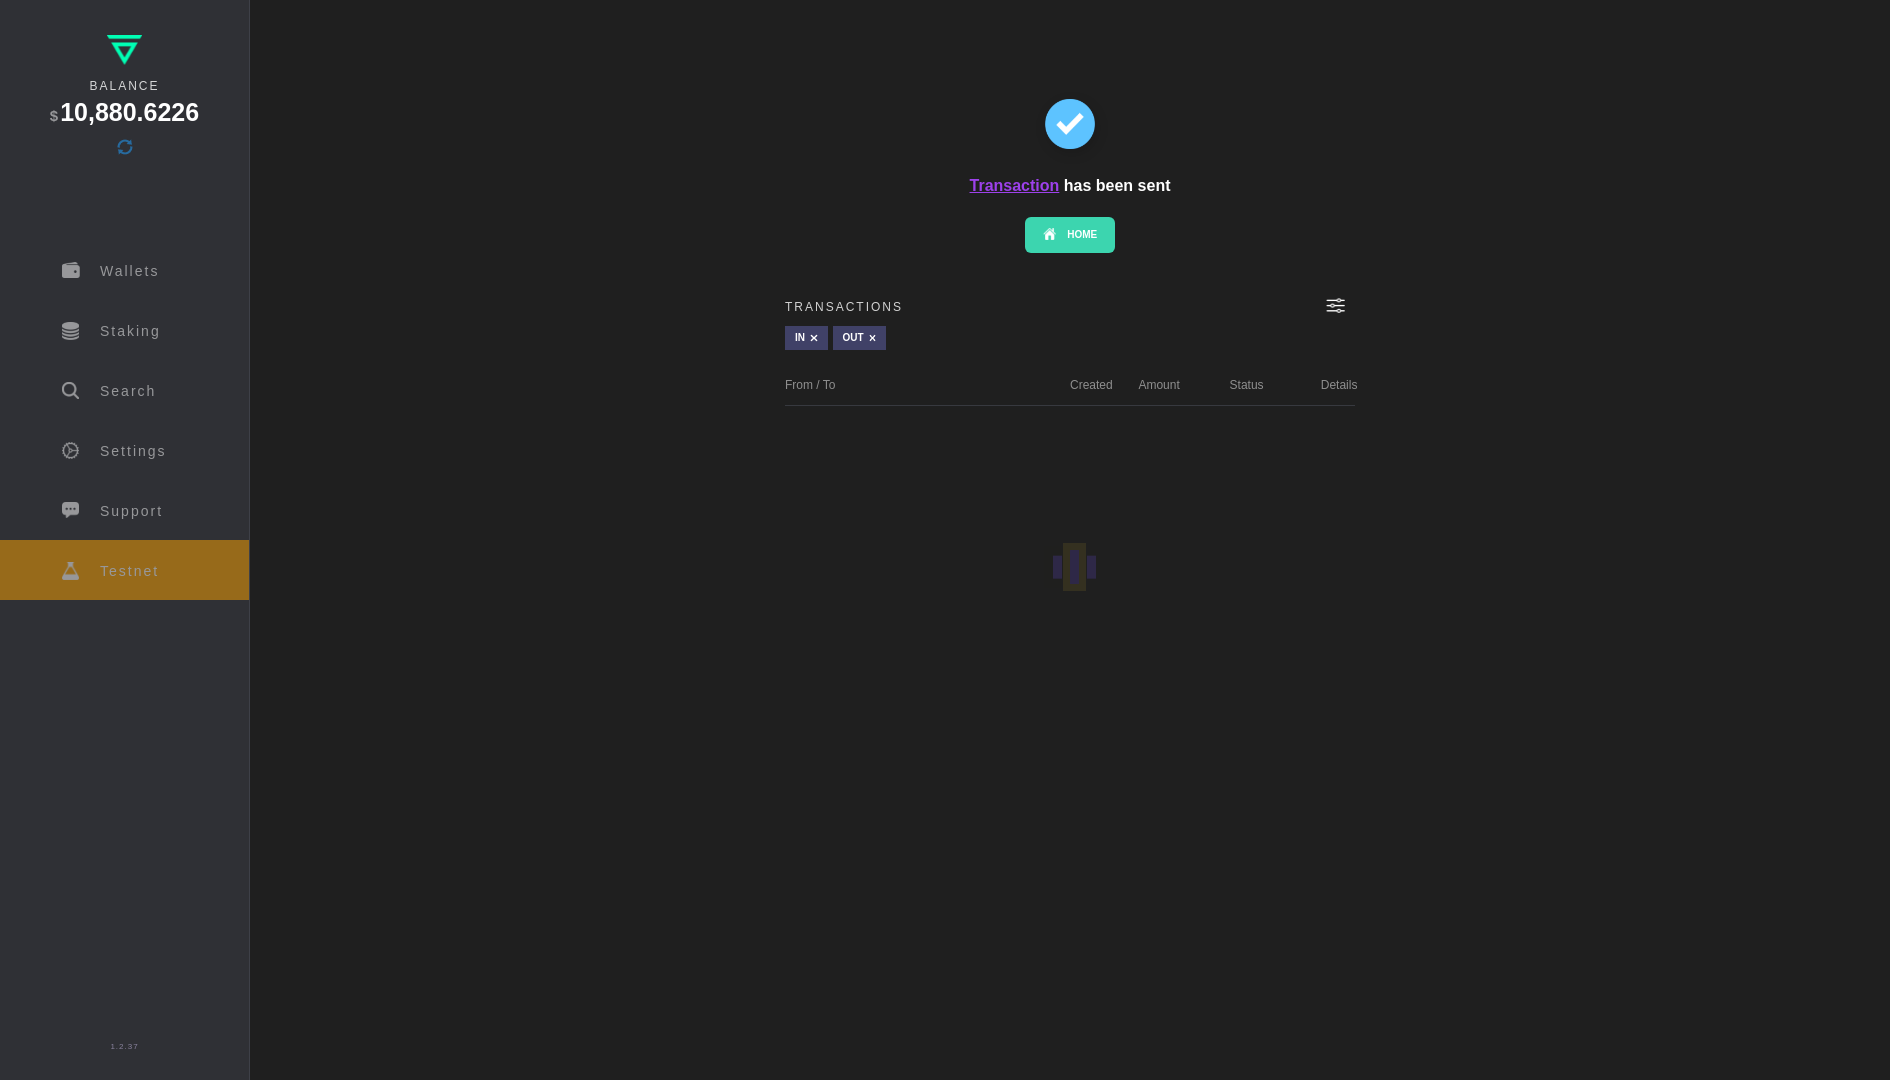 BALANCE
$10,880.6226
Wallets
Staking
Search
Settings
Support
Testnet
1.2.37
Transaction has been sent
HOME
TRANSACTIONS
IN × OUT ×
From / To Created Amount Status Details